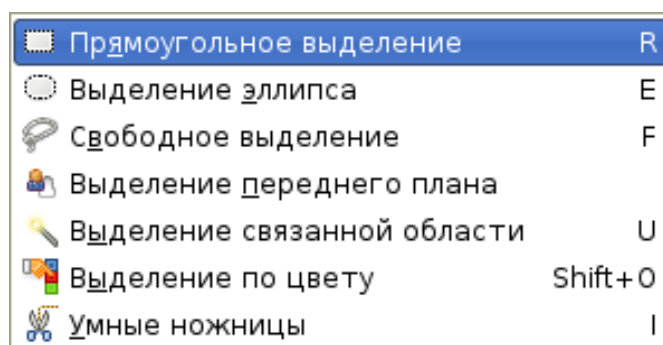 Прямоугольное выделение R
Выделение эллипса E
Свободное выделение F
Выделение переднего плана
Выделение связанной области U
Выделение по цвету Shift+O
Умные ножницы I